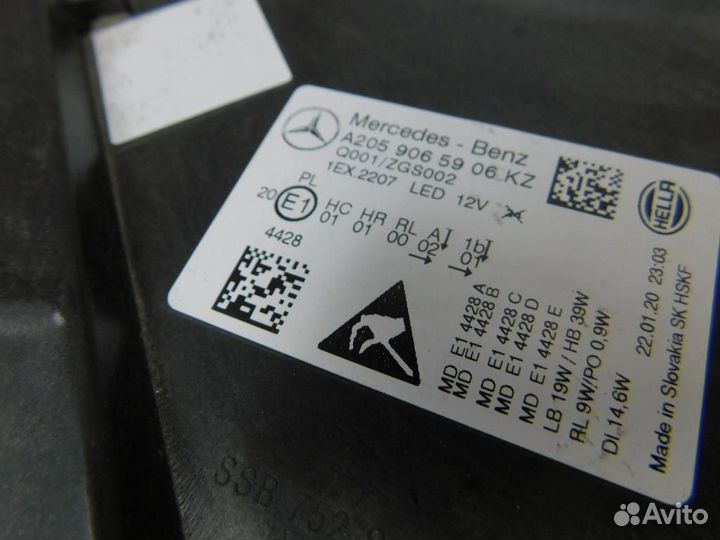 Mercedes - Benz
A205 906 59 06 KZ
Q001/ZGS002
1EX.2207 LED 12V
PL
20 E1 HC HR RL A 1b
01 01 00 02 01
4428
HELLA
MD E1 4428 A
MD E1 4428 B
MD E1 4428 C
MD E1 4428 D
MD E1 4428 E
LB 19W / HB 39W
RL 9W/PO 0,9W
DI.14,6W
22.01.20 23:03
Made in Slovakia SK HSKF
SSB
Avito